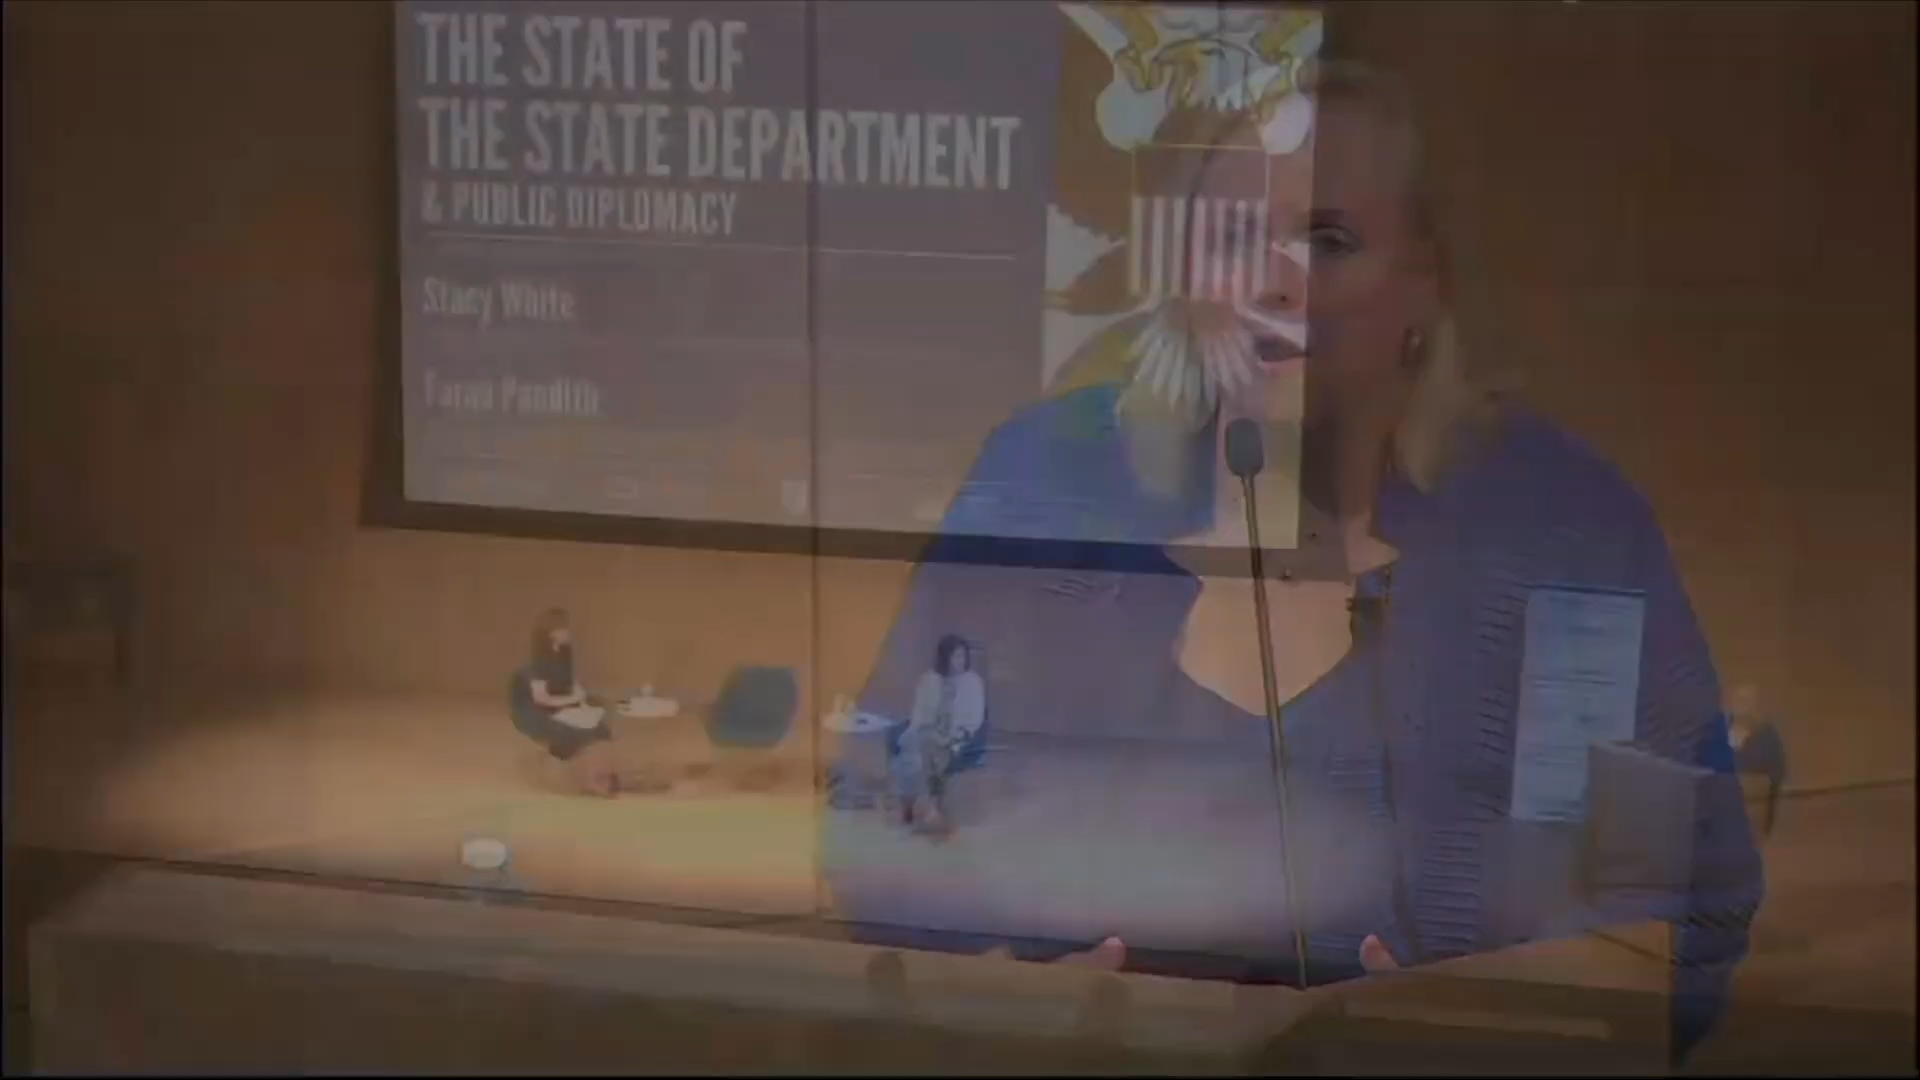 THE STATE OF
THE STATE DEPARTMENT
& PUBLIC DIPLOMACY
Stacy White
Farah Pandith